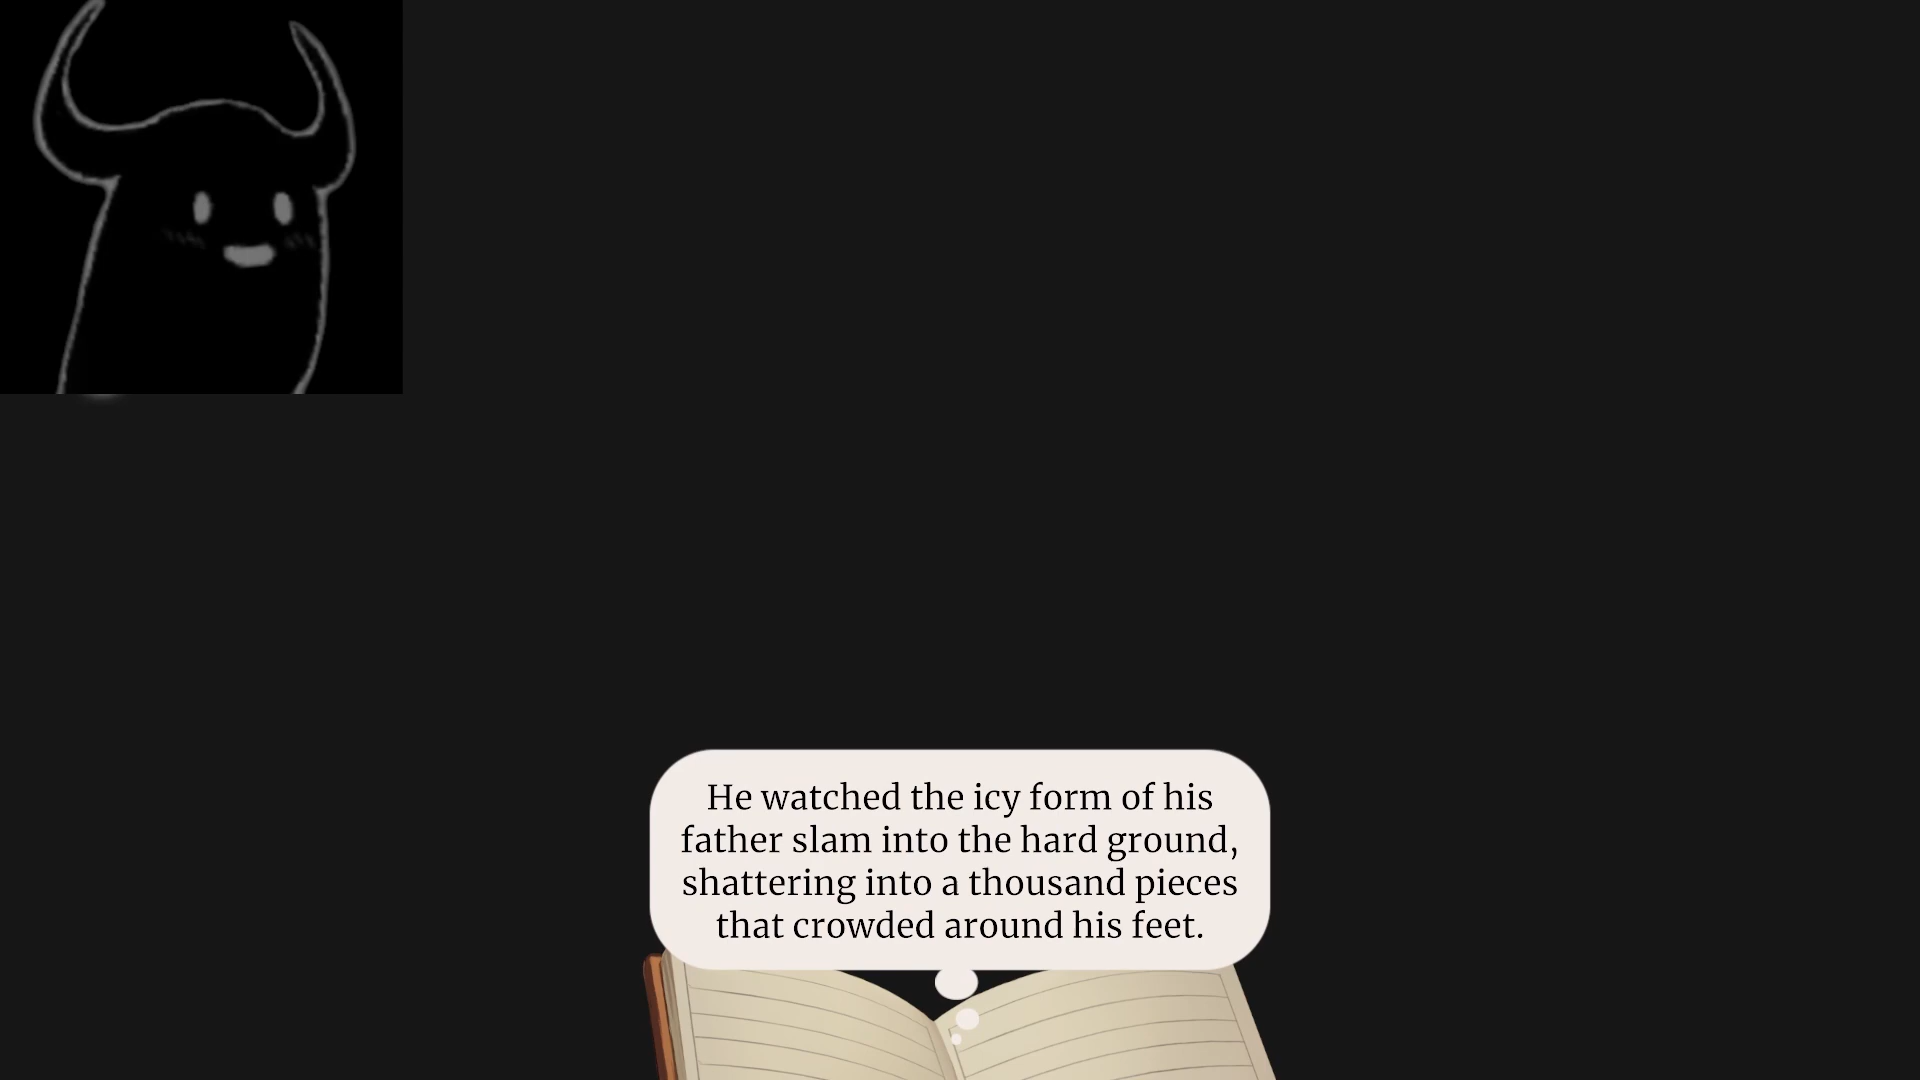 He watched the icy form of his
father slam into the hard ground,
shattering into a thousand pieces
that crowded around his feet.